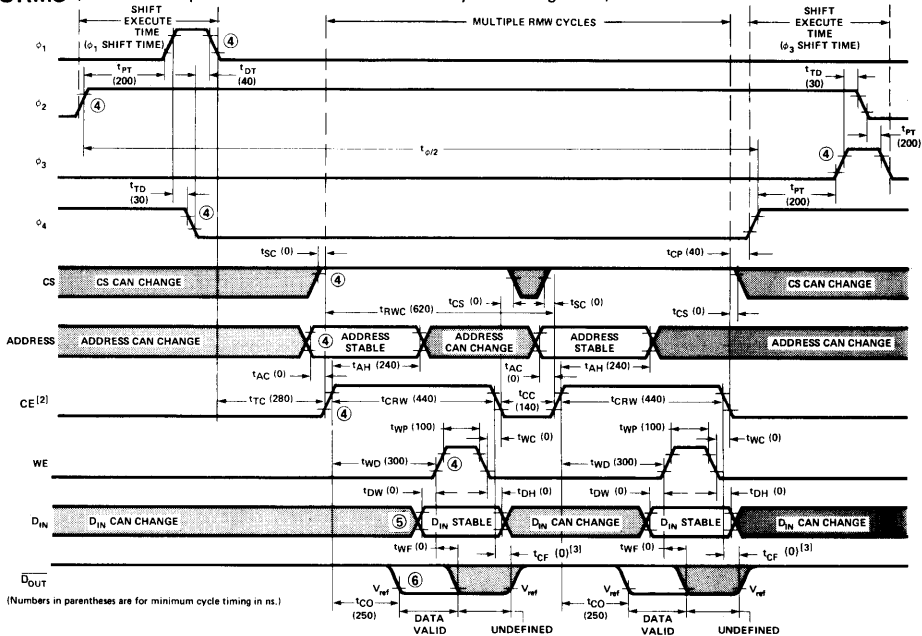 SHIFT
EXECUTE
TIME
(ϕ1 SHIFT TIME)
MULTIPLE RMW CYCLES
SHIFT
EXECUTE
TIME
(ϕ3 SHIFT TIME)
ϕ1
④
tPT
(200)
tDT
(40)
tTD
(30)
ϕ2
④
tPT
(200)
tϕ/2
ϕ3
④
tTD
(30)
tPT
(200)
ϕ4
④
tSC (0)
tCP (40)
CS
CS CAN CHANGE
④
CS CAN CHANGE
tCS (0)
tSC (0)
tRWC (620)
tCS (0)
ADDRESS
ADDRESS CAN CHANGE
④
ADDRESS
STABLE
ADDRESS
CAN CHANGE
ADDRESS
STABLE
ADDRESS
CAN CHANGE
tAC (0)
tAH (240)
tAC
(0)
tAH (240)
CE[2]
tTC (280)
④
tCRW (440)
tCC
(140)
tCRW (440)
tWP (100)
tWC (0)
tWP (100)
tWC (0)
WE
tWD (300)
④
tWD (300)
tDW (0)
tDH (0)
tDW (0)
tDH (0)
DIN
DIN CAN CHANGE
⑤
DIN STABLE
DIN CAN CHANGE
DIN STABLE
DIN CAN CHANGE
tWF (0)
tCF (0)[3]
tWF (0)
tCF (0)[3]
DOUT
⑥
Vref
Vref
Vref
Vref
(Numbers in parentheses are for minimum cycle timing in ns.)
tCO
(250)
DATA
VALID
UNDEFINED
tCO
(250)
DATA
VALID
UNDEFINED